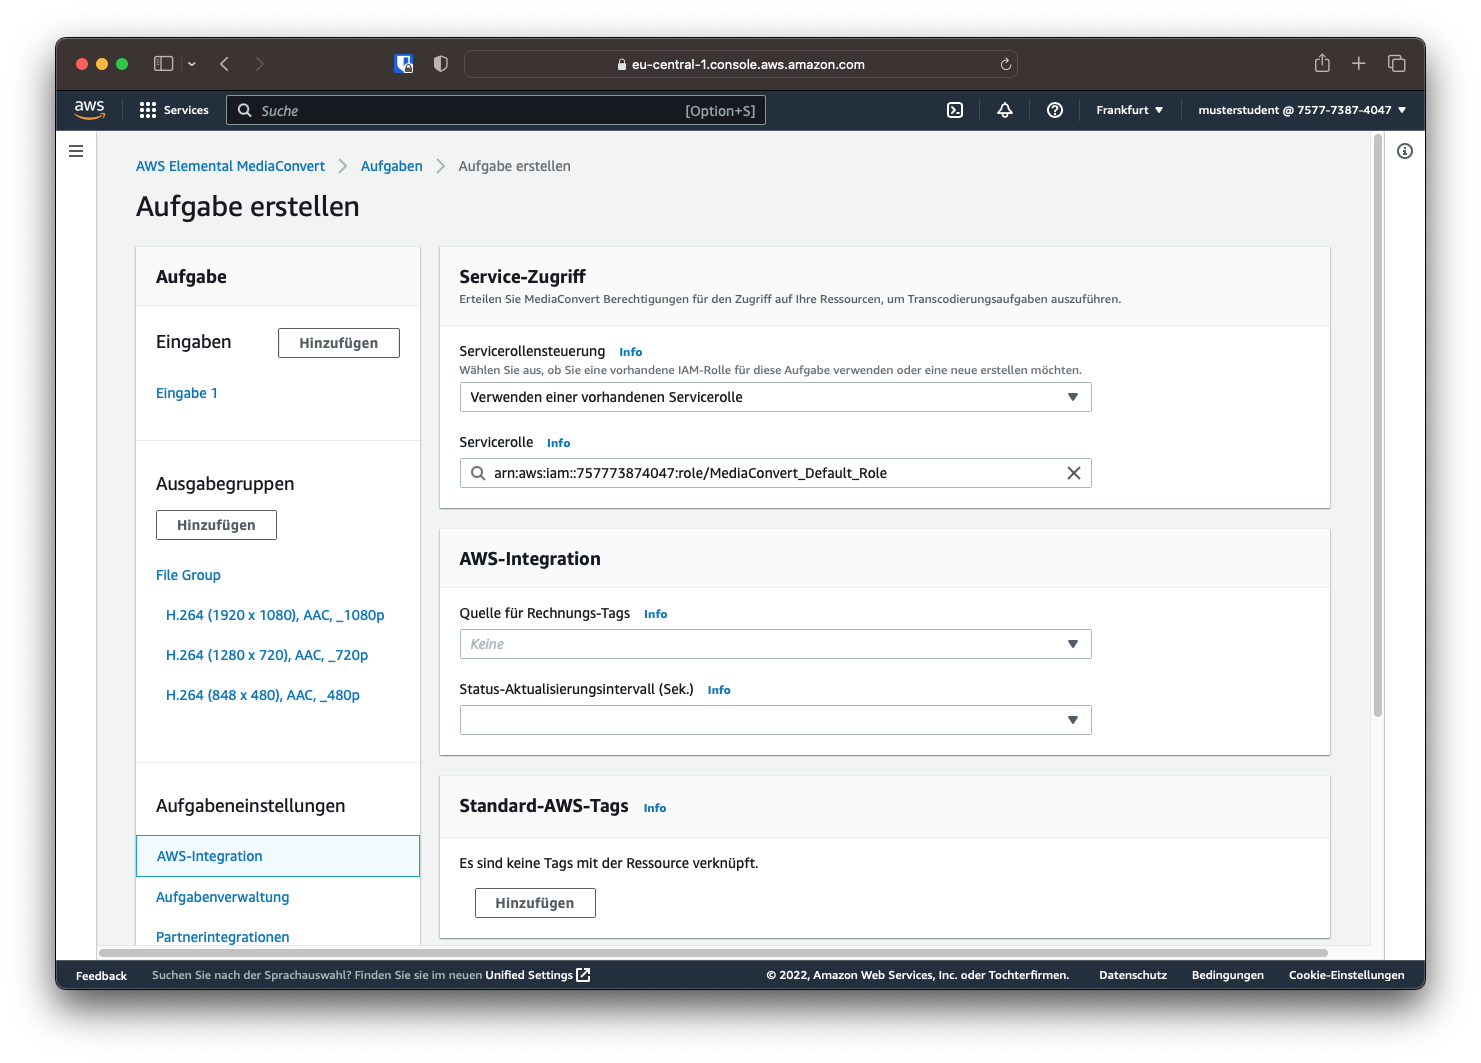 eu-central-1.console.aws.amazon.com
aws
Services
Suche
[Option+S]
Frankfurt
musterstudent @ 7577-7387-4047
AWS Elemental MediaConvert
Aufgaben
Aufgabe erstellen
Aufgabe erstellen
Aufgabe
Eingaben
Hinzufügen
Eingabe 1
Ausgabegruppen
Hinzufügen
File Group
H.264 (1920 x 1080), AAC, _1080p
H.264 (1280 x 720), AAC, _720p
H.264 (848 x 480), AAC, _480p
Aufgabeneinstellungen
AWS-Integration
Aufgabenverwaltung
Partnerintegrationen
Service-Zugriff
Erteilen Sie MediaConvert Berechtigungen für den Zugriff auf Ihre Ressourcen, um Transcodierungsaufgaben auszuführen.
Servicerollensteuerung Info
Wählen Sie aus, ob Sie eine vorhandene IAM-Rolle für diese Aufgabe verwenden oder eine neue erstellen möchten.
Verwenden einer vorhandenen Servicerolle
Servicerolle Info
arn:aws:iam::757773874047:role/MediaConvert_Default_Role
AWS-Integration
Quelle für Rechnungs-Tags Info
Keine
Status-Aktualisierungsintervall (Sek.) Info
Standard-AWS-Tags Info
Es sind keine Tags mit der Ressource verknüpft.
Hinzufügen
Feedback
Suchen Sie nach der Sprachauswahl? Finden Sie sie im neuen Unified Settings
© 2022, Amazon Web Services, Inc. oder Tochterfirmen.
Datenschutz
Bedingungen
Cookie-Einstellungen